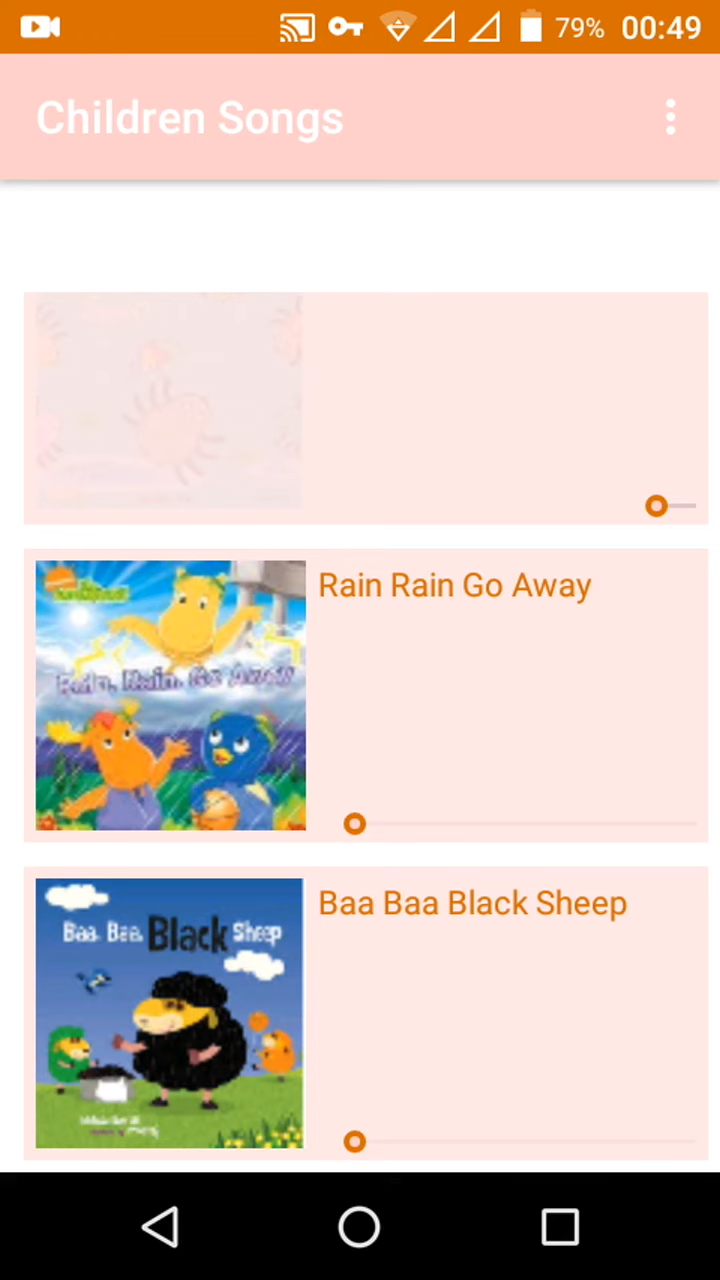 79% 00:49
Children Songs
Rain Rain Go Away
Rain, Rain, Go Away
Baa Baa Black Sheep
Baa, Baa, Black Sheep